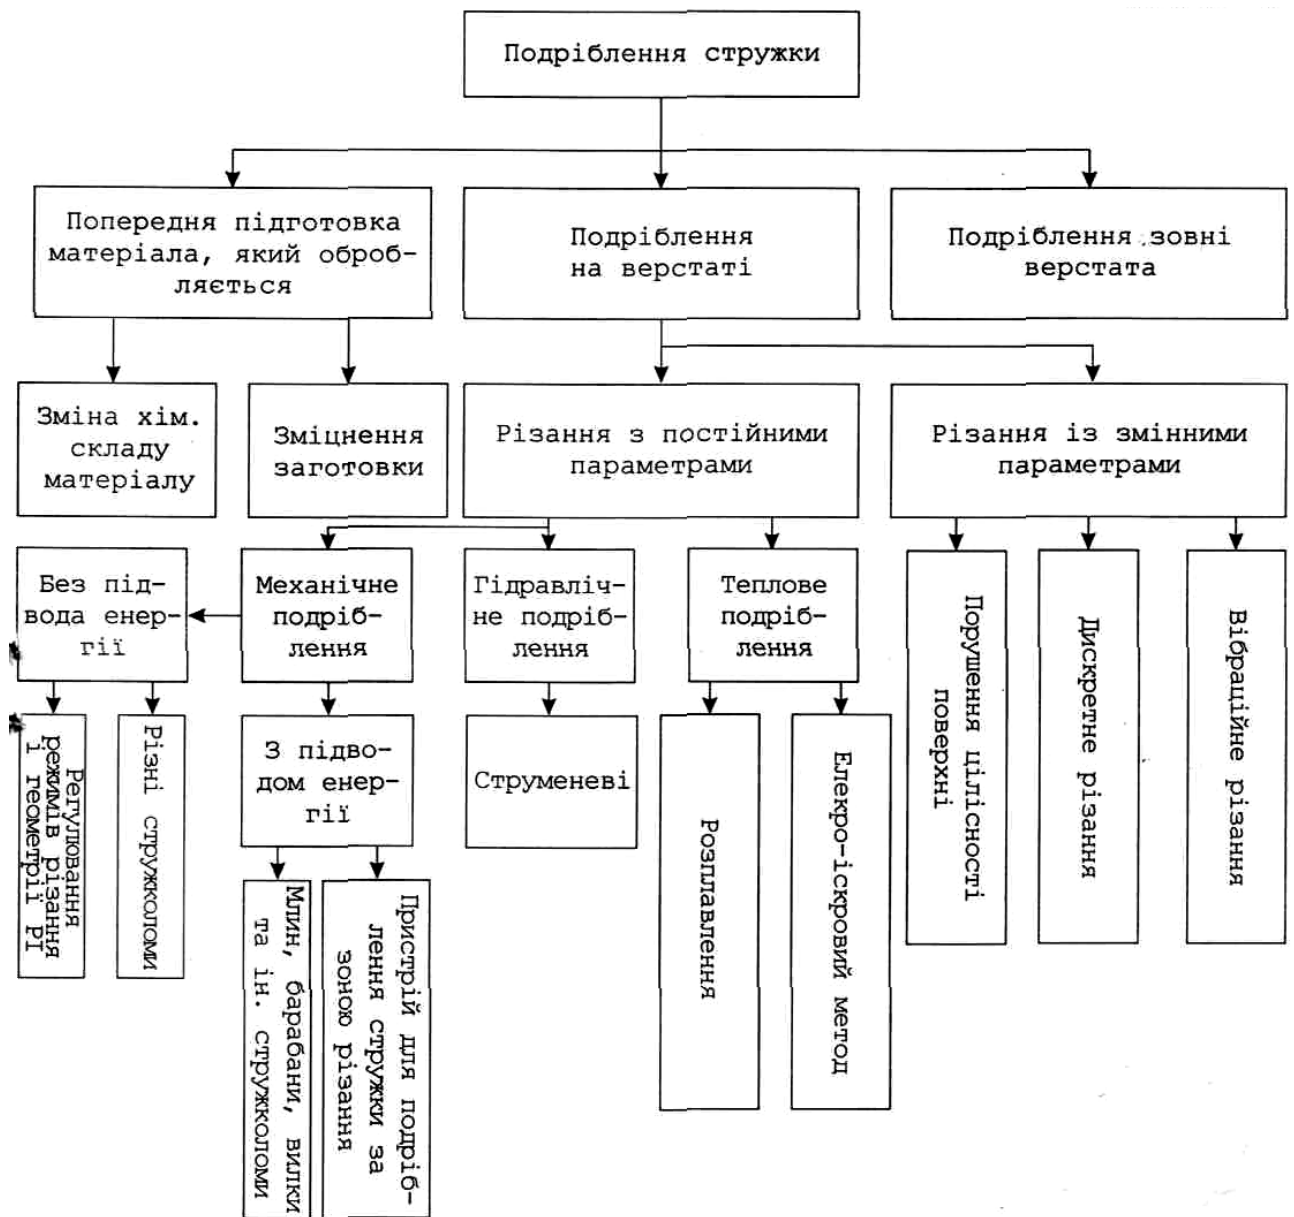 Подріблення стружки
Попередня підготовка
матеріала, який оброб-
ляється
Подріблення
на верстаті
Подріблення зовні
верстата
Зміна хім.
складу
матеріалу
Зміцнення
заготовки
Різання з постійними
параметрами
Різання із змінними
параметрами
Без під-
вода енер-
гії
Механічне
подріб-
лення
Гідравліч-
не подріб-
лення
Теплове
подріб-
лення
Порушення цілісності
поверхні
Дискретне різання
Вібраційне різання
Регулювання
режимів різання
і геометрії РІ
Різні стружколоми
З підво-
дом енер-
гії
Струменеві
Розплавлення
Елекро-іскровий метод
Млин, барабани, вилки
та ін. стружколоми
Пристрій для подріб-
лення стружки за
зоною різання